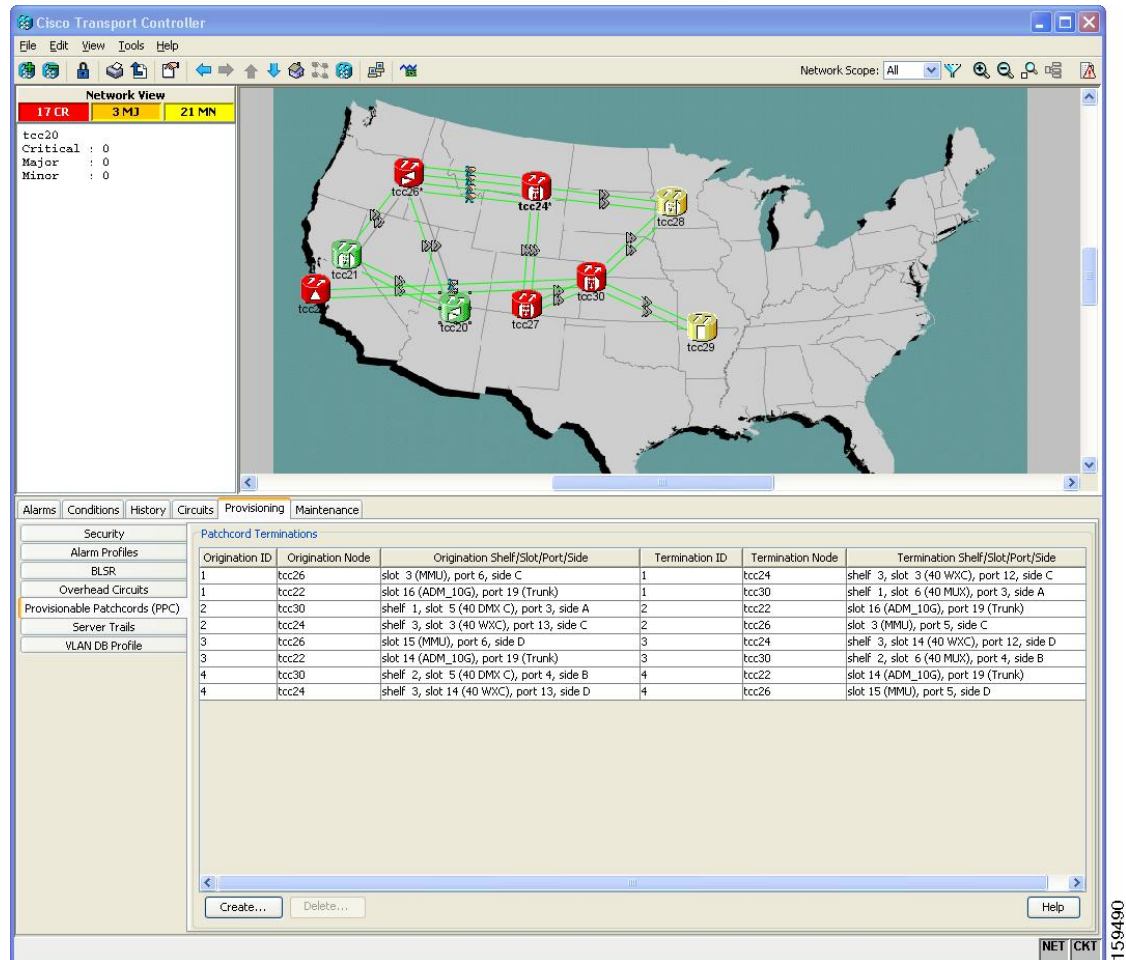 Cisco Transport Controller
File Edit View Tools Help
Network Scope: All
Network View
17 CR 3 MJ 21 MN
tcc20
Critical : 0
Major : 0
Minor : 0
tcc26*
tcc24*
tcc28
tcc21
tcc30
tcc20*
tcc27
tcc29
Alarms Conditions History Circuits Provisioning Maintenance
Security
Alarm Profiles
BLSR
Overhead Circuits
Provisionable Patchcords (PPC)
Server Trails
VLAN DB Profile
Patchcord Terminations
Origination ID Origination Node Origination Shelf/Slot/Port/Side Termination ID Termination Node Termination Shelf/Slot/Port/Side
1 tcc26 slot 3 (MMU), port 6, side C 1 tcc24 shelf 3, slot 3 (40 WXC), port 12, side C
1 tcc22 slot 16 (ADM_10G), port 19 (Trunk) 1 tcc30 shelf 1, slot 6 (40 MUX), port 3, side A
2 tcc30 shelf 1, slot 5 (40 DMX C), port 3, side A 2 tcc22 slot 16 (ADM_10G), port 19 (Trunk)
2 tcc24 shelf 3, slot 3 (40 WXC), port 13, side C 2 tcc26 slot 3 (MMU), port 5, side C
3 tcc26 slot 15 (MMU), port 6, side D 3 tcc24 shelf 3, slot 14 (40 WXC), port 12, side D
3 tcc22 slot 14 (ADM_10G), port 19 (Trunk) 3 tcc30 shelf 2, slot 6 (40 MUX), port 4, side B
4 tcc30 shelf 2, slot 5 (40 DMX C), port 4, side B 4 tcc22 slot 14 (ADM_10G), port 19 (Trunk)
4 tcc24 shelf 3, slot 14 (40 WXC), port 13, side D 4 tcc26 slot 15 (MMU), port 5, side D
Create... Delete... Help
NET CKT
159490